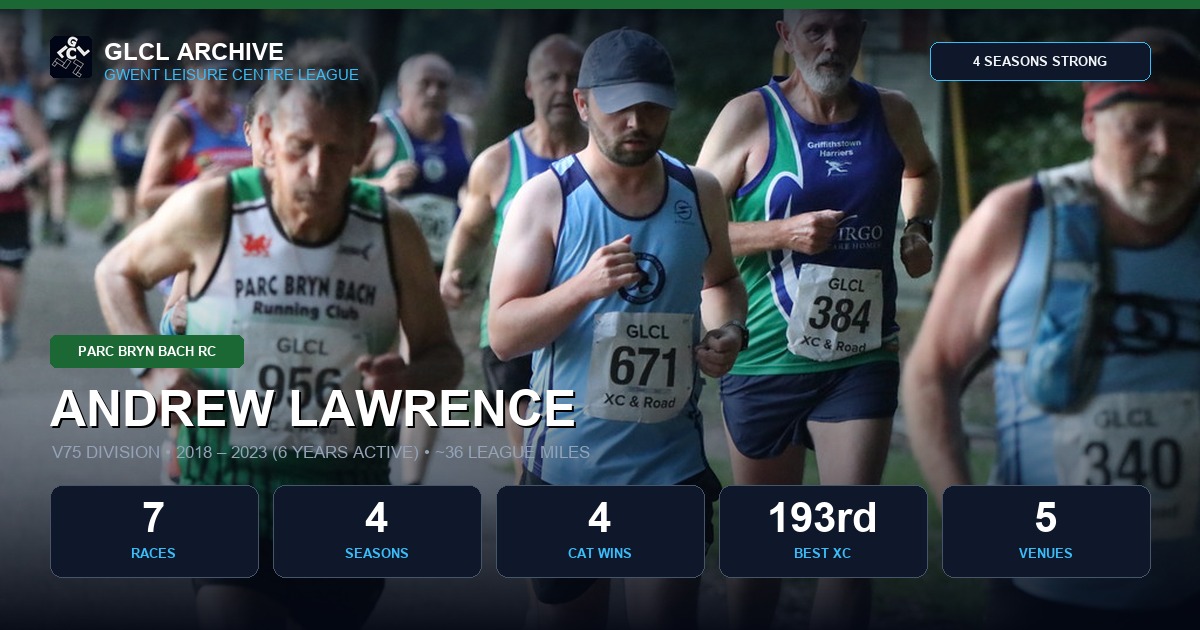 GLCL ARCHIVE
GWENT LEISURE CENTRE LEAGUE
4 SEASONS STRONG
Griffithstown
Harriers
PARC BRYN BACH
Running Club
GLCL
956
GLCL
671
XC & Road
GLCL
384
XC & Road
GLCL
340
PARC BRYN BACH RC
ANDREW LAWRENCE
V75 DIVISION • 2018 – 2023 (6 YEARS ACTIVE) • ~36 LEAGUE MILES
7
RACES
4
SEASONS
4
CAT WINS
193rd
BEST XC
5
VENUES